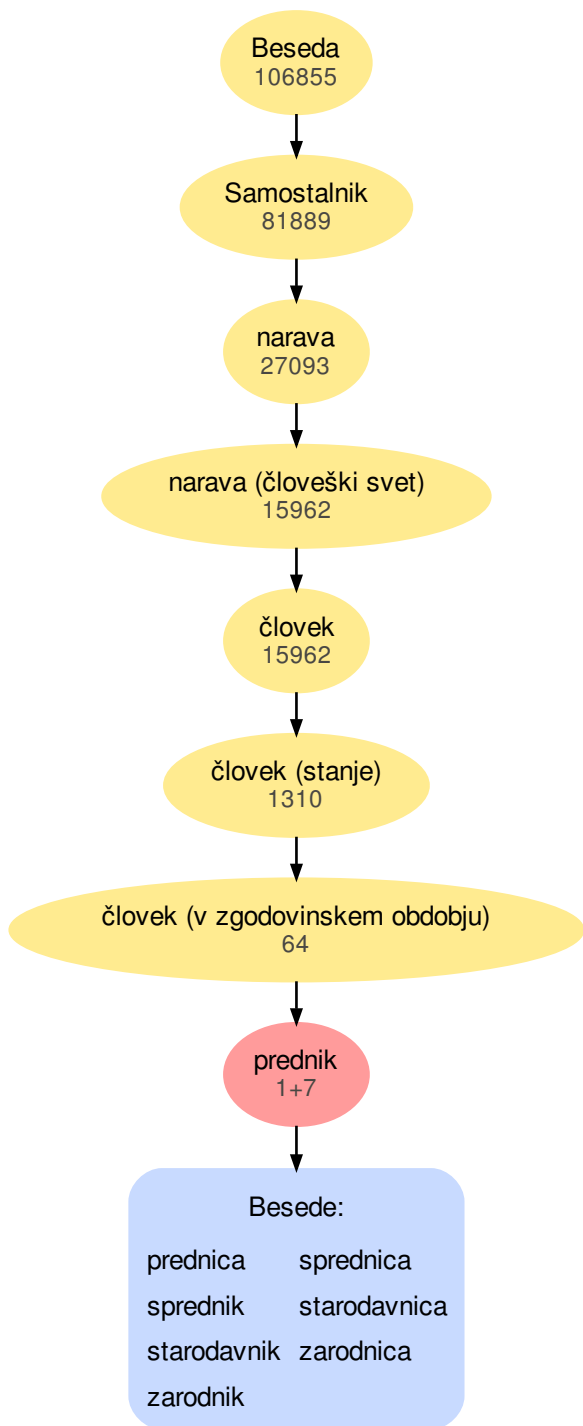 Beseda
106855
Samostalnik
81889
narava
27093
narava (človeški svet)
15962
človek
15962
človek (stanje)
1310
človek (v zgodovinskem obdobju)
64
prednik
1+7
Besede:
prednica sprednica
sprednik starodavnica
starodavnik zarodnica
zarodnik